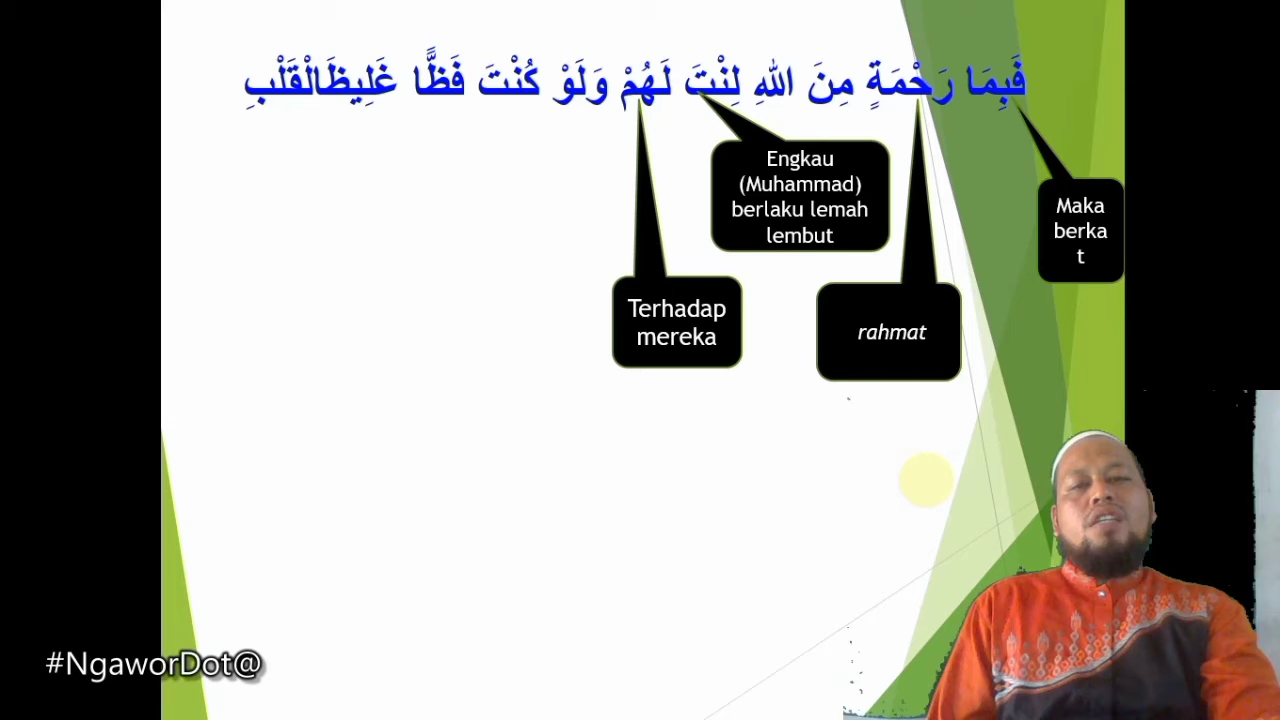 فَبِمَا رَحْمَةٍ مِنَ اللهِ لِنْتَ لَهُمْ وَلَوْ كُنْتَ فَظًّا غَلِيظَالْقَلْبِ
Maka
berka
t
rahmat
Engkau
(Muhammad)
berlaku lemah
lembut
Terhadap
mereka
#NgaworDot@